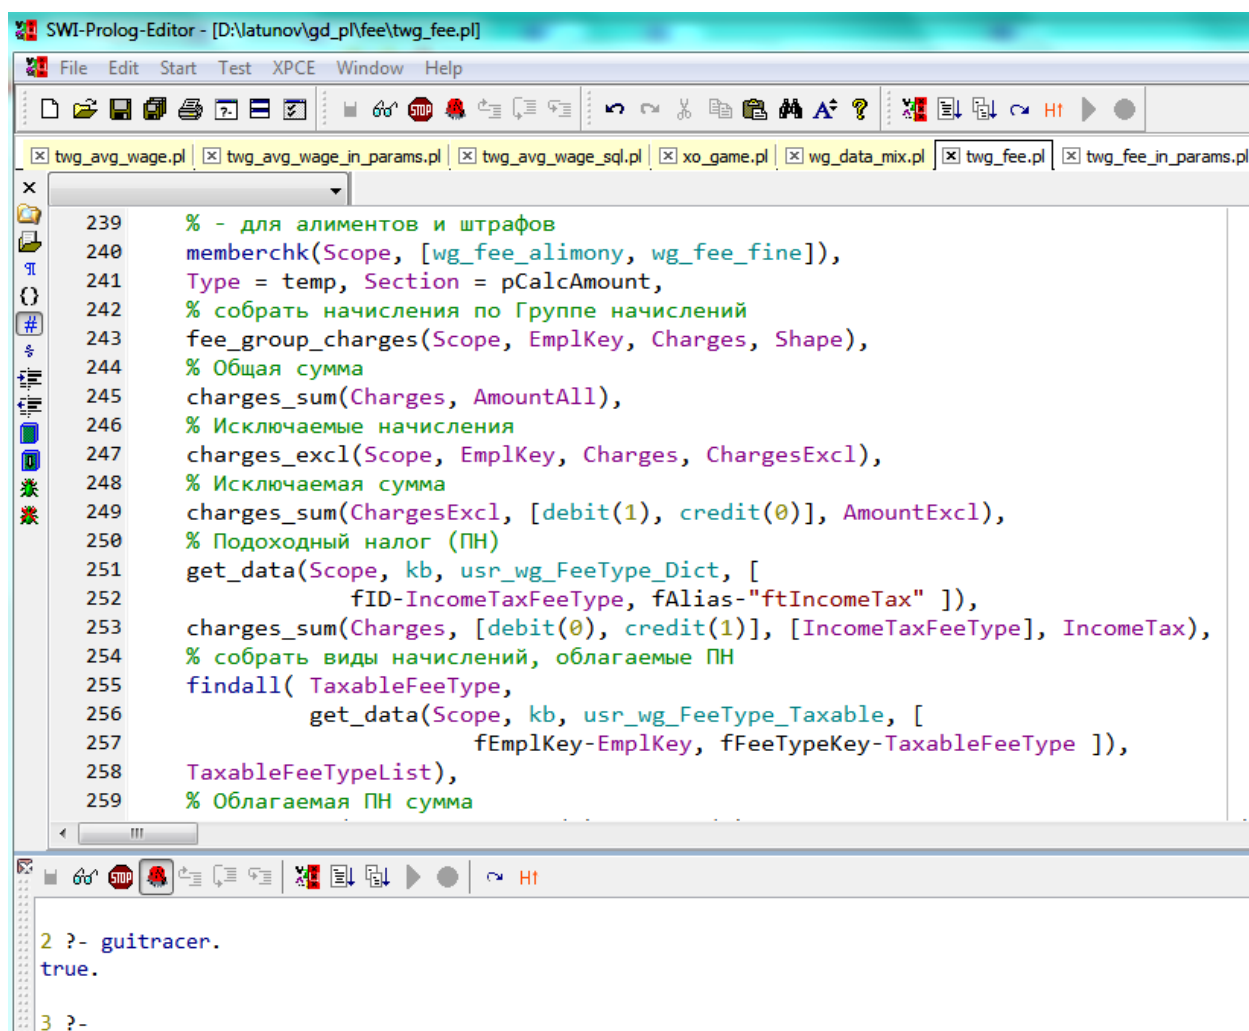 SWI-Prolog-Editor - [D:\latunov\gd_pl\fee\twg_fee.pl]
File Edit Start Test XPCE Window Help
twg_avg_wage.pl twg_avg_wage_in_params.pl twg_avg_wage_sql.pl xo_game.pl wg_data_mix.pl twg_fee.pl twg_fee_in_params.pl
239 % - для алиментов и штрафов
240 memberchk(Scope, [wg_fee_alimony, wg_fee_fine]),
241 Type = temp, Section = pCalcAmount,
242 % собрать начисления по Группе начислений
243 fee_group_charges(Scope, EmplKey, Charges, Shape),
244 % Общая сумма
245 charges_sum(Charges, AmountAll),
246 % Исключаемые начисления
247 charges_excl(Scope, EmplKey, Charges, ChargesExcl),
248 % Исключаемая сумма
249 charges_sum(ChargesExcl, [debit(1), credit(0)], AmountExcl),
250 % Подоходный налог (ПН)
251 get_data(Scope, kb, usr_wg_FeeType_Dict, [
252 fID-IncomeTaxFeeType, fAlias-"ftIncomeTax" ]),
253 charges_sum(Charges, [debit(0), credit(1)], [IncomeTaxFeeType], IncomeTax),
254 % собрать виды начислений, облагаемые ПН
255 findall( TaxableFeeType,
256 get_data(Scope, kb, usr_wg_FeeType_Taxable, [
257 fEmplKey-EmplKey, fFeeTypeKey-TaxableFeeType ]),
258 TaxableFeeTypeList),
259 % Облагаемая ПН сумма
2 ?- guitracer.
true.
3 ?-